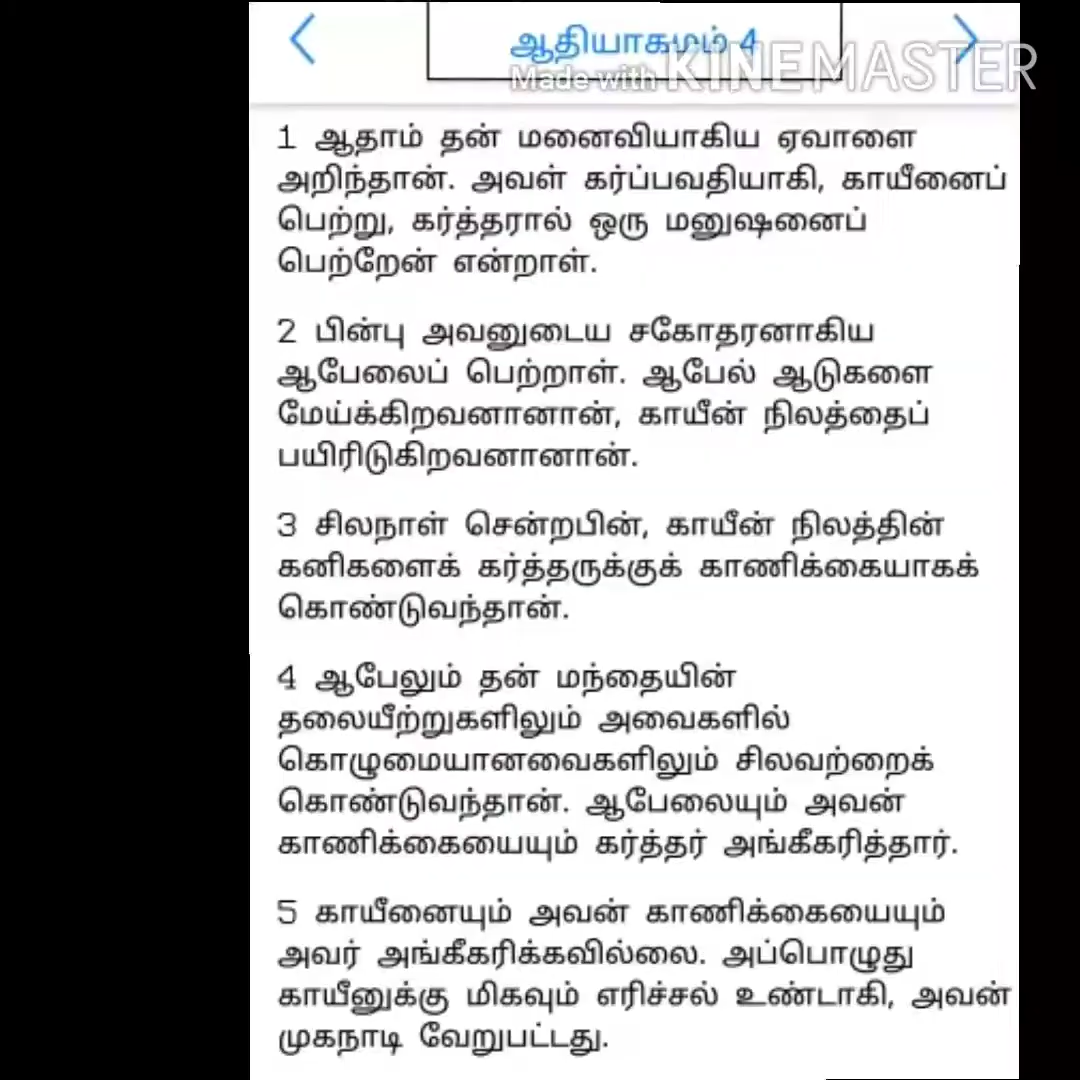 ஆதியாகமம் 4
Made with KINEMASTER
1 ஆதாம் தன் மனைவியாகிய ஏவாளை
அறிந்தான். அவள் கர்ப்பவதியாகி, காயீனைப்
பெற்று, கர்த்தரால் ஒரு மனுஷனைப்
பெற்றேன் என்றாள்.
2 பின்பு அவனுடைய சகோதரனாகிய
ஆபேலைப் பெற்றாள். ஆபேல் ஆடுகளை
மேய்க்கிறவனானான், காயீன் நிலத்தைப்
பயிரிடுகிறவனானான்.
3 சிலநாள் சென்றபின், காயீன் நிலத்தின்
கனிகளைக் கர்த்தருக்குக் காணிக்கையாகக்
கொண்டுவந்தான்.
4 ஆபேலும் தன் மந்தையின்
தலையீற்றுகளிலும் அவைகளில்
கொழுமையானவைகளிலும் சிலவற்றைக்
கொண்டுவந்தான். ஆபேலையும் அவன்
காணிக்கையையும் கர்த்தர் அங்கீகரித்தார்.
5 காயீனையும் அவன் காணிக்கையையும்
அவர் அங்கீகரிக்கவில்லை. அப்பொழுது
காயீனுக்கு மிகவும் எரிச்சல் உண்டாகி, அவன்
முகநாடி வேறுபட்டது.